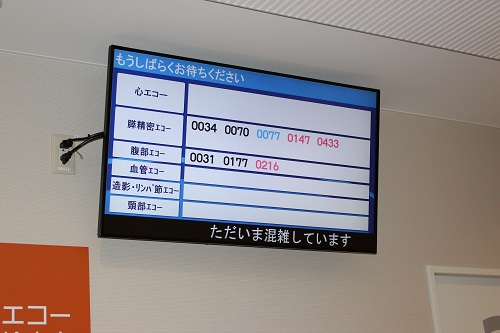 もうしばらくお待ちください
心エコー
膵精密エコー 0034 0070 0077 0147 0433
腹部エコー 0031 0177 0216
血管エコー
造影・リンパ節エコー
頸部エコー
ただいま混雑しています
エコー